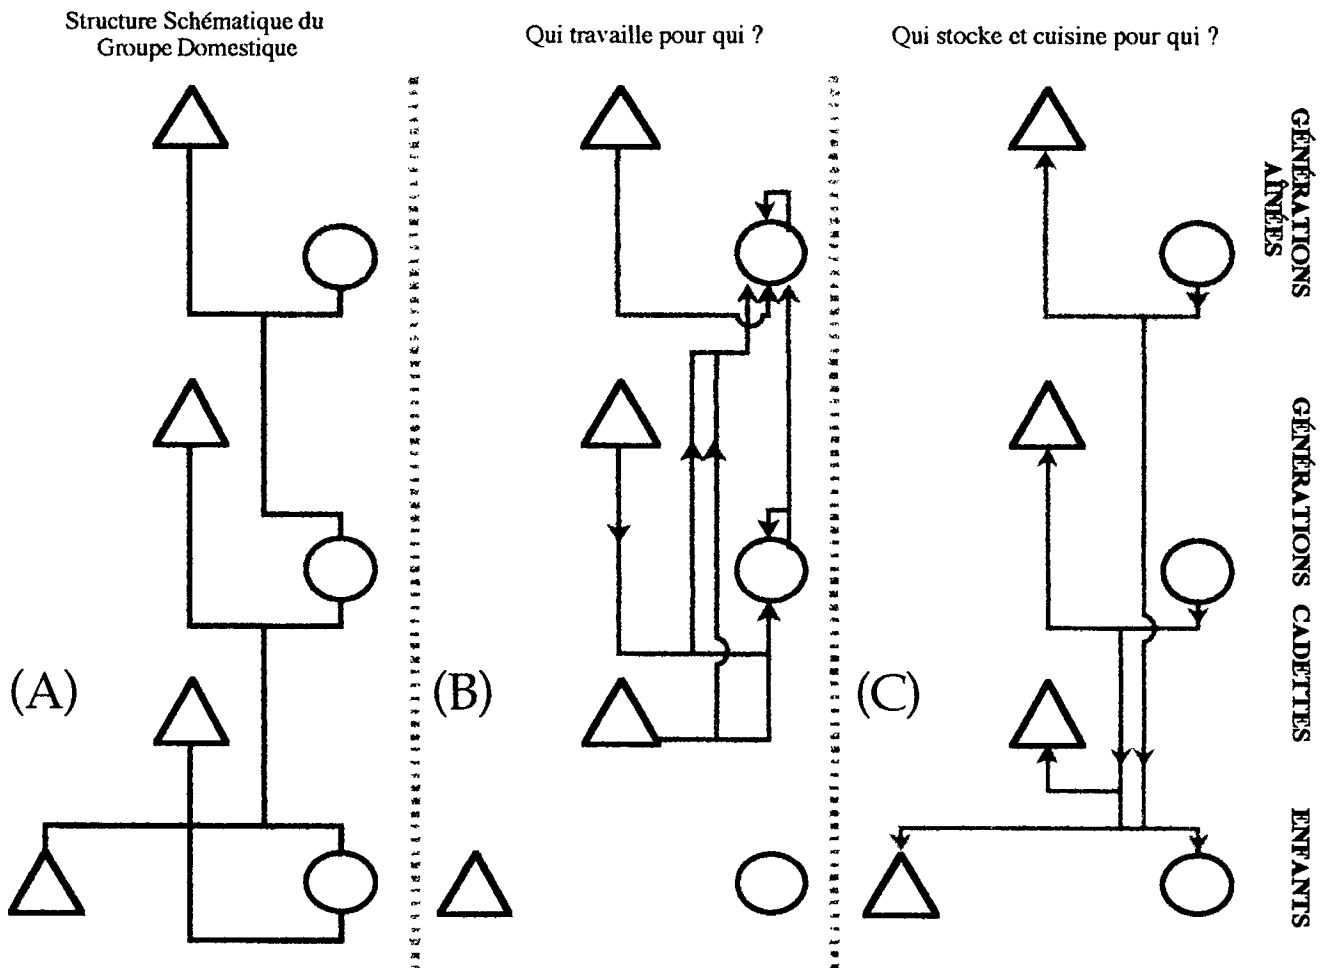 Structure Schématique du
Groupe Domestique
Qui travaille pour qui ?
Qui stocke et cuisine pour qui ?
GÉNÉRATIONS
AÎNÉES
GÉNÉRATIONS CADETTES
(A)
(B)
(C)
ENFANTS